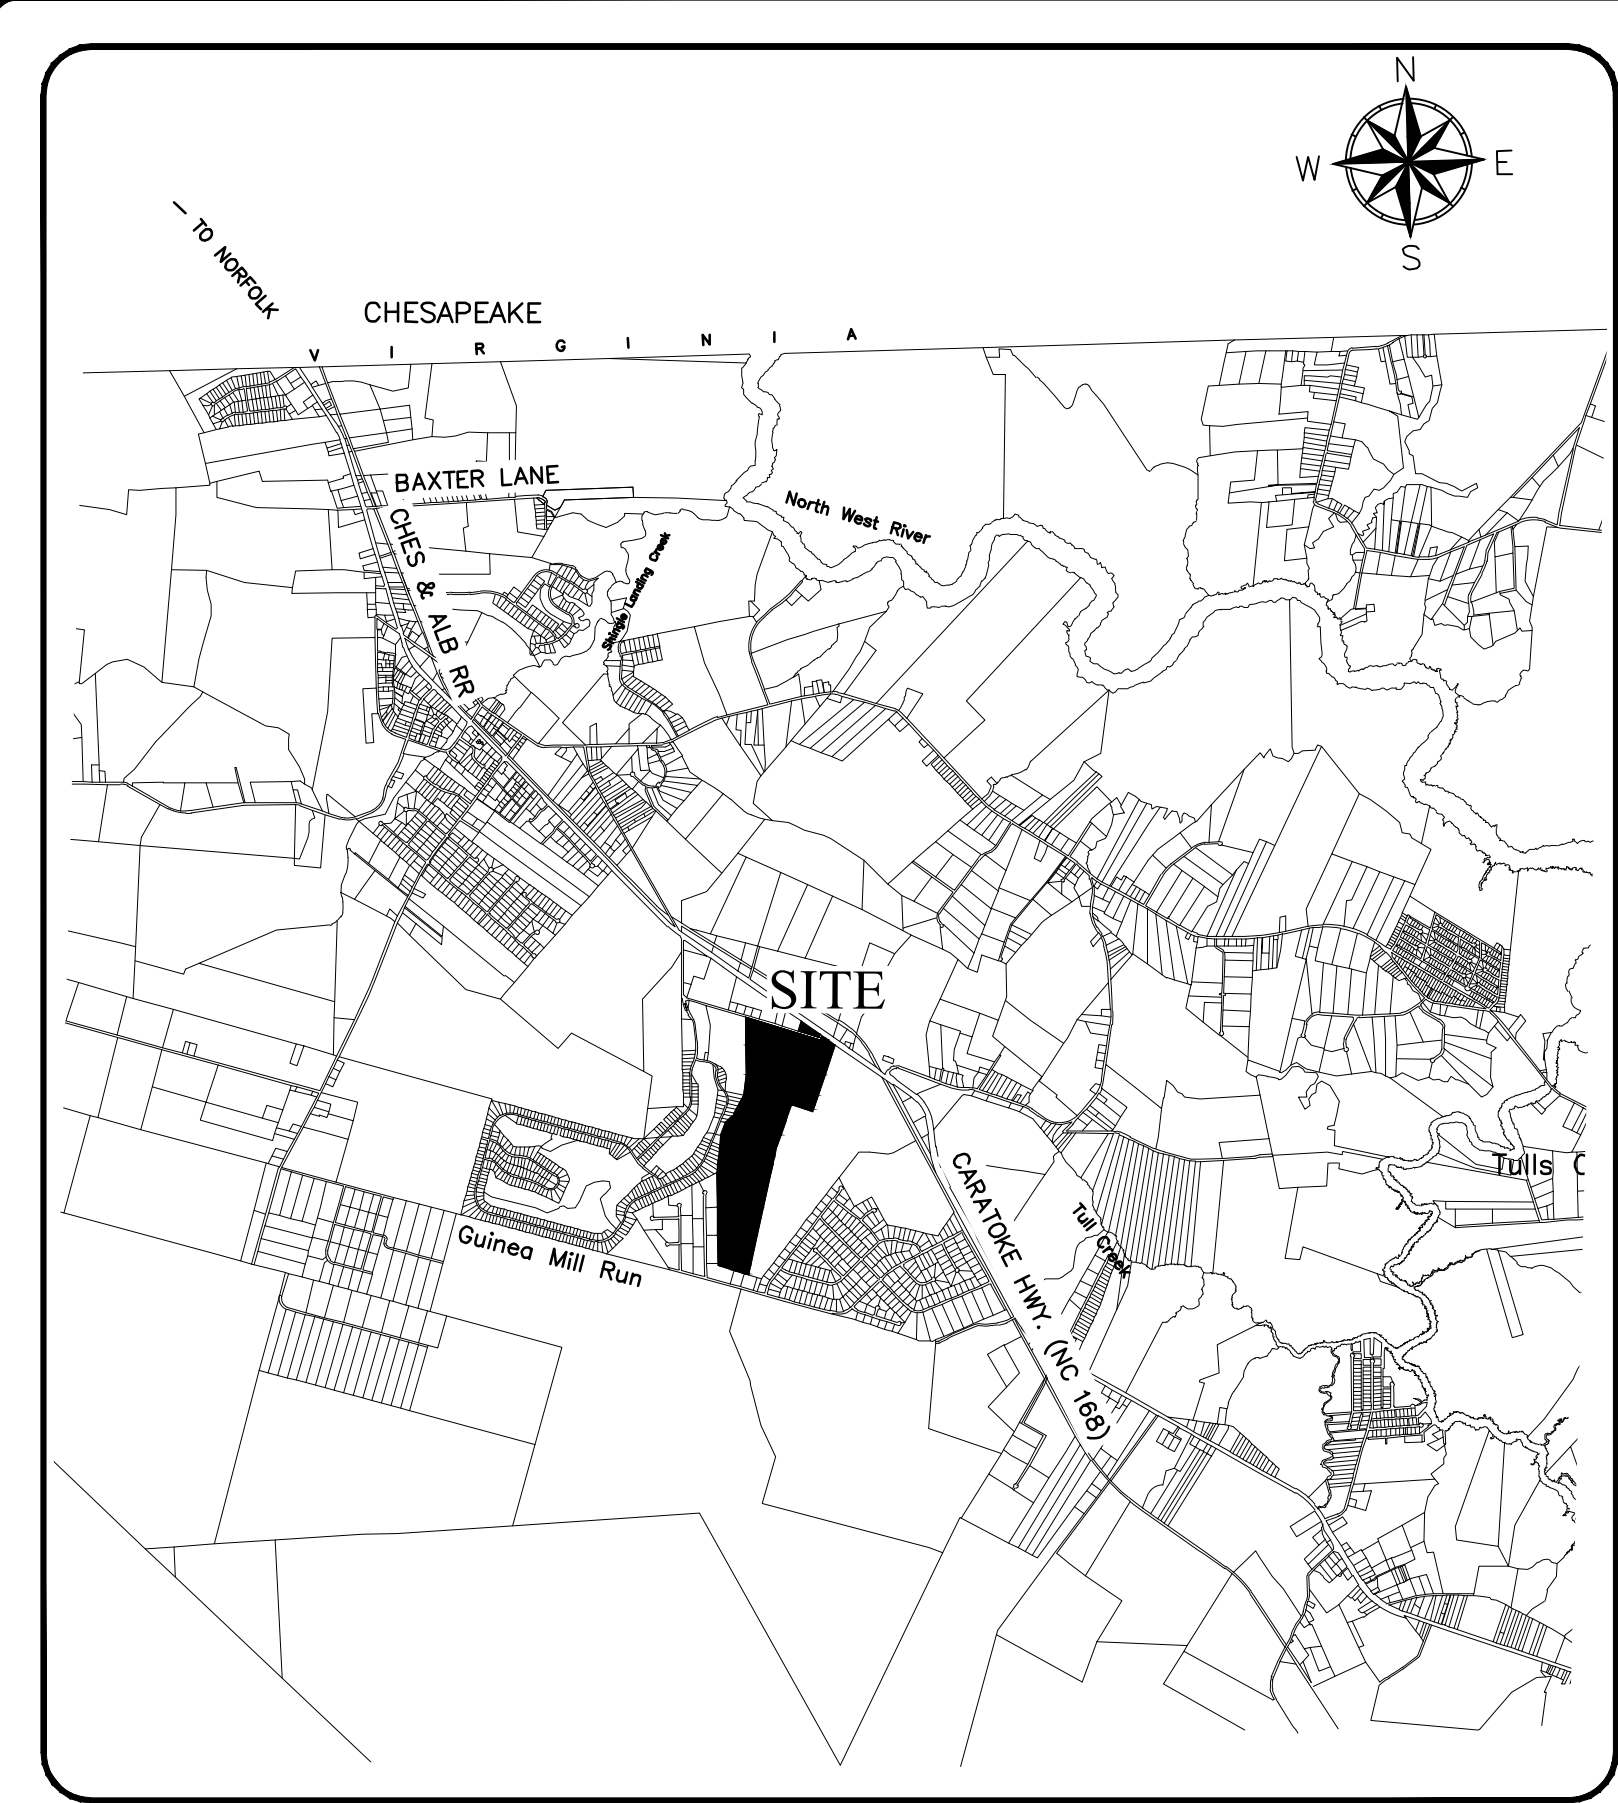 N
W
E
S
— TO NORFOLK
CHESAPEAKE
VIRGINIA
BAXTER LANE
North West River
CHES & ALB RR
Shingle Landing Creek
SITE
Tulls C
CARATOKE HWY. (NC 168)
Tull Creek
Guinea Mill Run